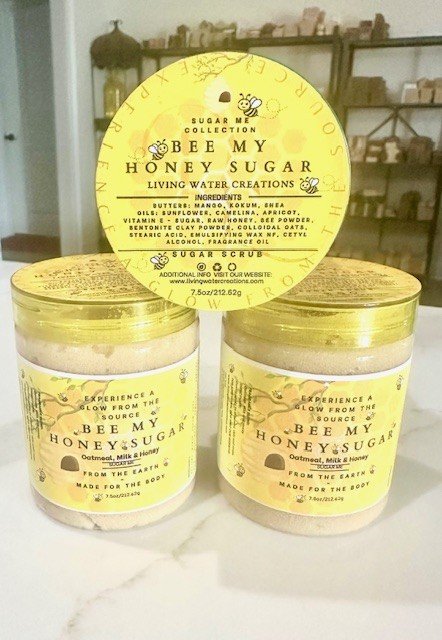 EXPERIENCE
SOURCE
SUGAR ME
COLLECTION
BEE MY
HONEY SUGAR
LIVING WATER CREATIONS
INGREDIENTS
BUTTERS: MANGO, KOKUM, SHEA
OILS: SUNFLOWER, CAMELINA, APRICOT,
VITAMIN E - SUGAR, RAW HONEY, BEE POWDER,
BENTONITE CLAY POWDER, COLLOIDAL OATS,
STEARIC ACID, EMULSIFYING WAX NF, CETYL
ALCOHOL, FRAGRANCE OIL
SUGAR SCRUB
ADDITIONAL INFO VISIT OUR WEBSITE:
www.livingwatercreations.com
7.5oz/212.62g
EXPERIENCE A
GLOW FROM THE
SOURCE
BEE MY
HONEY SUGAR
Oatmeal, Milk & Honey
SUGAR ME
FROM THE EARTH
MADE FOR THE BODY
7.5oz/212.62g
EXPERIENCE A
GLOW FROM THE
SOURCE
BEE MY
HONEY SUGAR
Oatmeal, Milk & Honey
SUGAR ME
FROM THE EARTH
MADE FOR THE BODY
7.5oz/212.62g